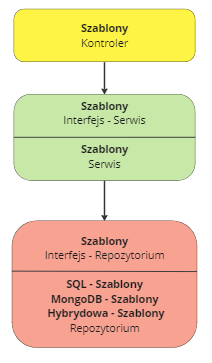 Szablony
Kontroler
Szablony
Interfejs - Serwis
Szablony
Serwis
Szablony
Interfejs - Repozytorium
SQL - Szablony
MongoDB - Szablony
Hybrydowa - Szablony
Repozytorium